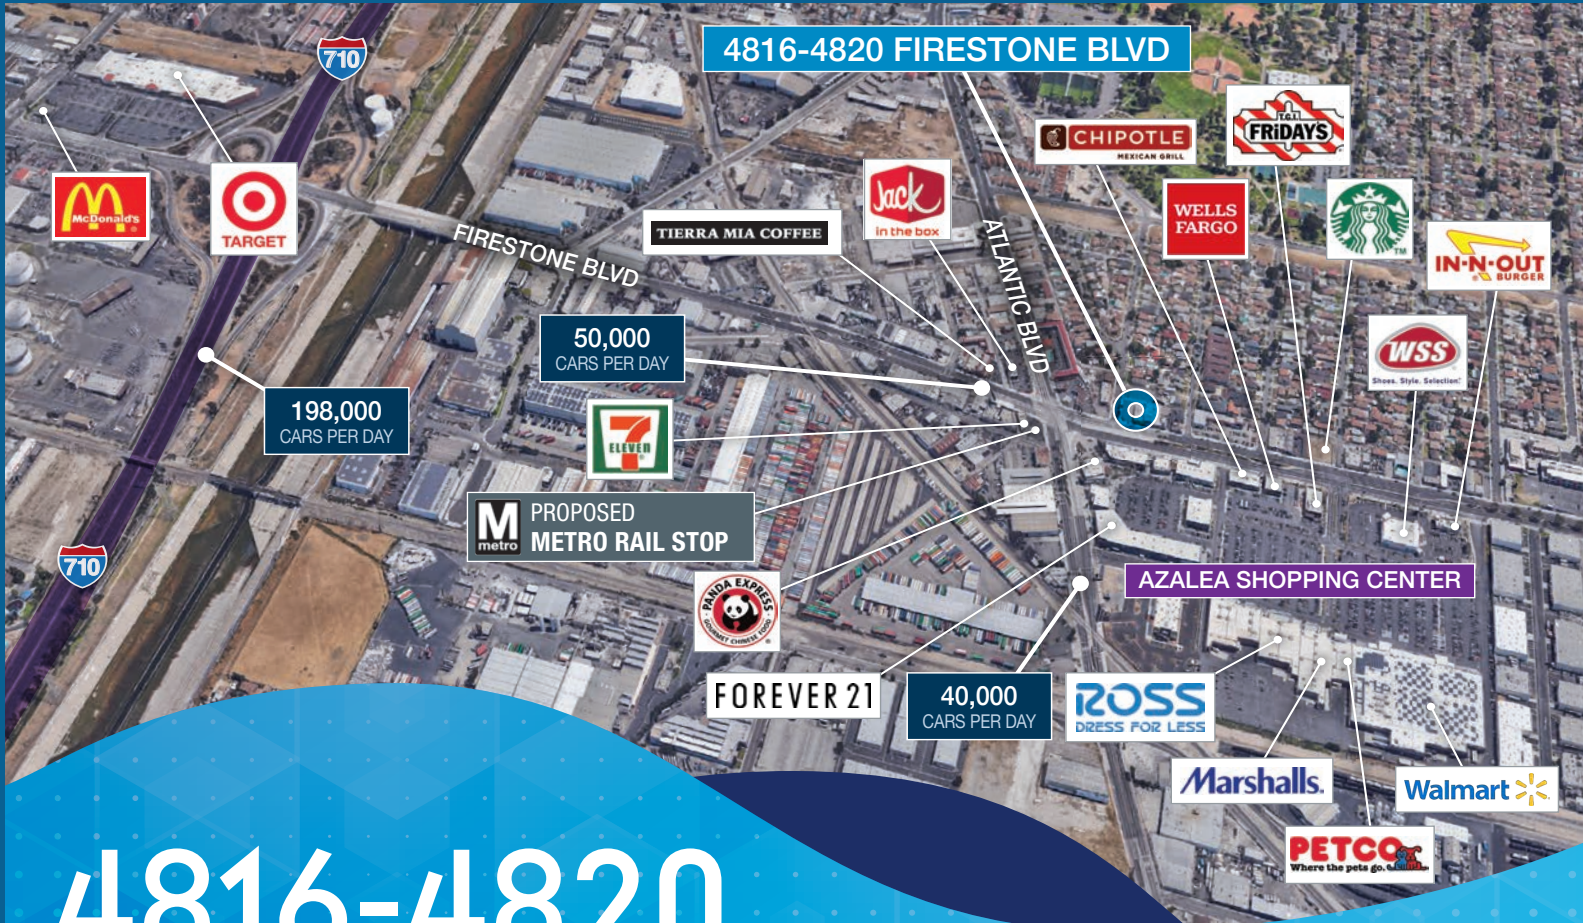 710
4816-4820 FIRESTONE BLVD
McDonald's
TARGET
CHIPOTLE
MEXICAN GRILL
T.G.I.
FRiDAY'S
Jack
in the box
TIERRA MIA COFFEE
WELLS
FARGO
TM
IN-N-OUT
BURGER
FIRESTONE BLVD
ATLANTIC BLVD
50,000
CARS PER DAY
WSS
Shoes. Style. Selection!
198,000
CARS PER DAY
7
ELEVEN
M
metro
PROPOSED
METRO RAIL STOP
710
PANDA EXPRESS
GOURMET CHINESE FOOD
AZALEA SHOPPING CENTER
FOREVER 21
40,000
CARS PER DAY
ROSS
DRESS FOR LESS
Marshalls.
Walmart
PETCO
Where the pets go.
4816-4820